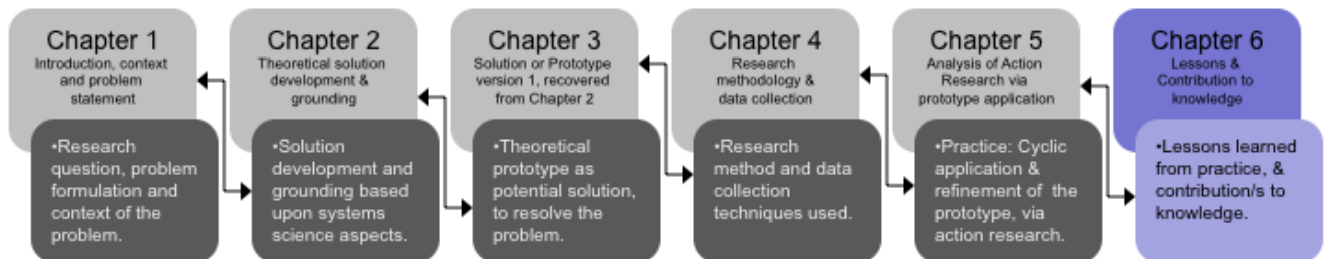 Chapter 1
Introduction, context
and problem
statement
•Research
question, problem
formulation and
context of the
problem.
Chapter 2
Theoretical solution
development &
grounding
•Solution
development and
grounding based
upon systems
science aspects.
Chapter 3
Solution or Prototype
version 1, recovered
from Chapter 2
•Theoretical
prototype as
potential solution,
to resolve the
problem.
Chapter 4
Research
methodology &
data collection
•Research
method and data
collection
techniques used.
Chapter 5
Analysis of Action
Research via
prototype application
•Practice: Cyclic
application &
refinement of the
prototype, via
action research.
Chapter 6
Lessons &
Contribution to
knowledge
•Lessons learned
from practice, &
contribution/s to
knowledge.